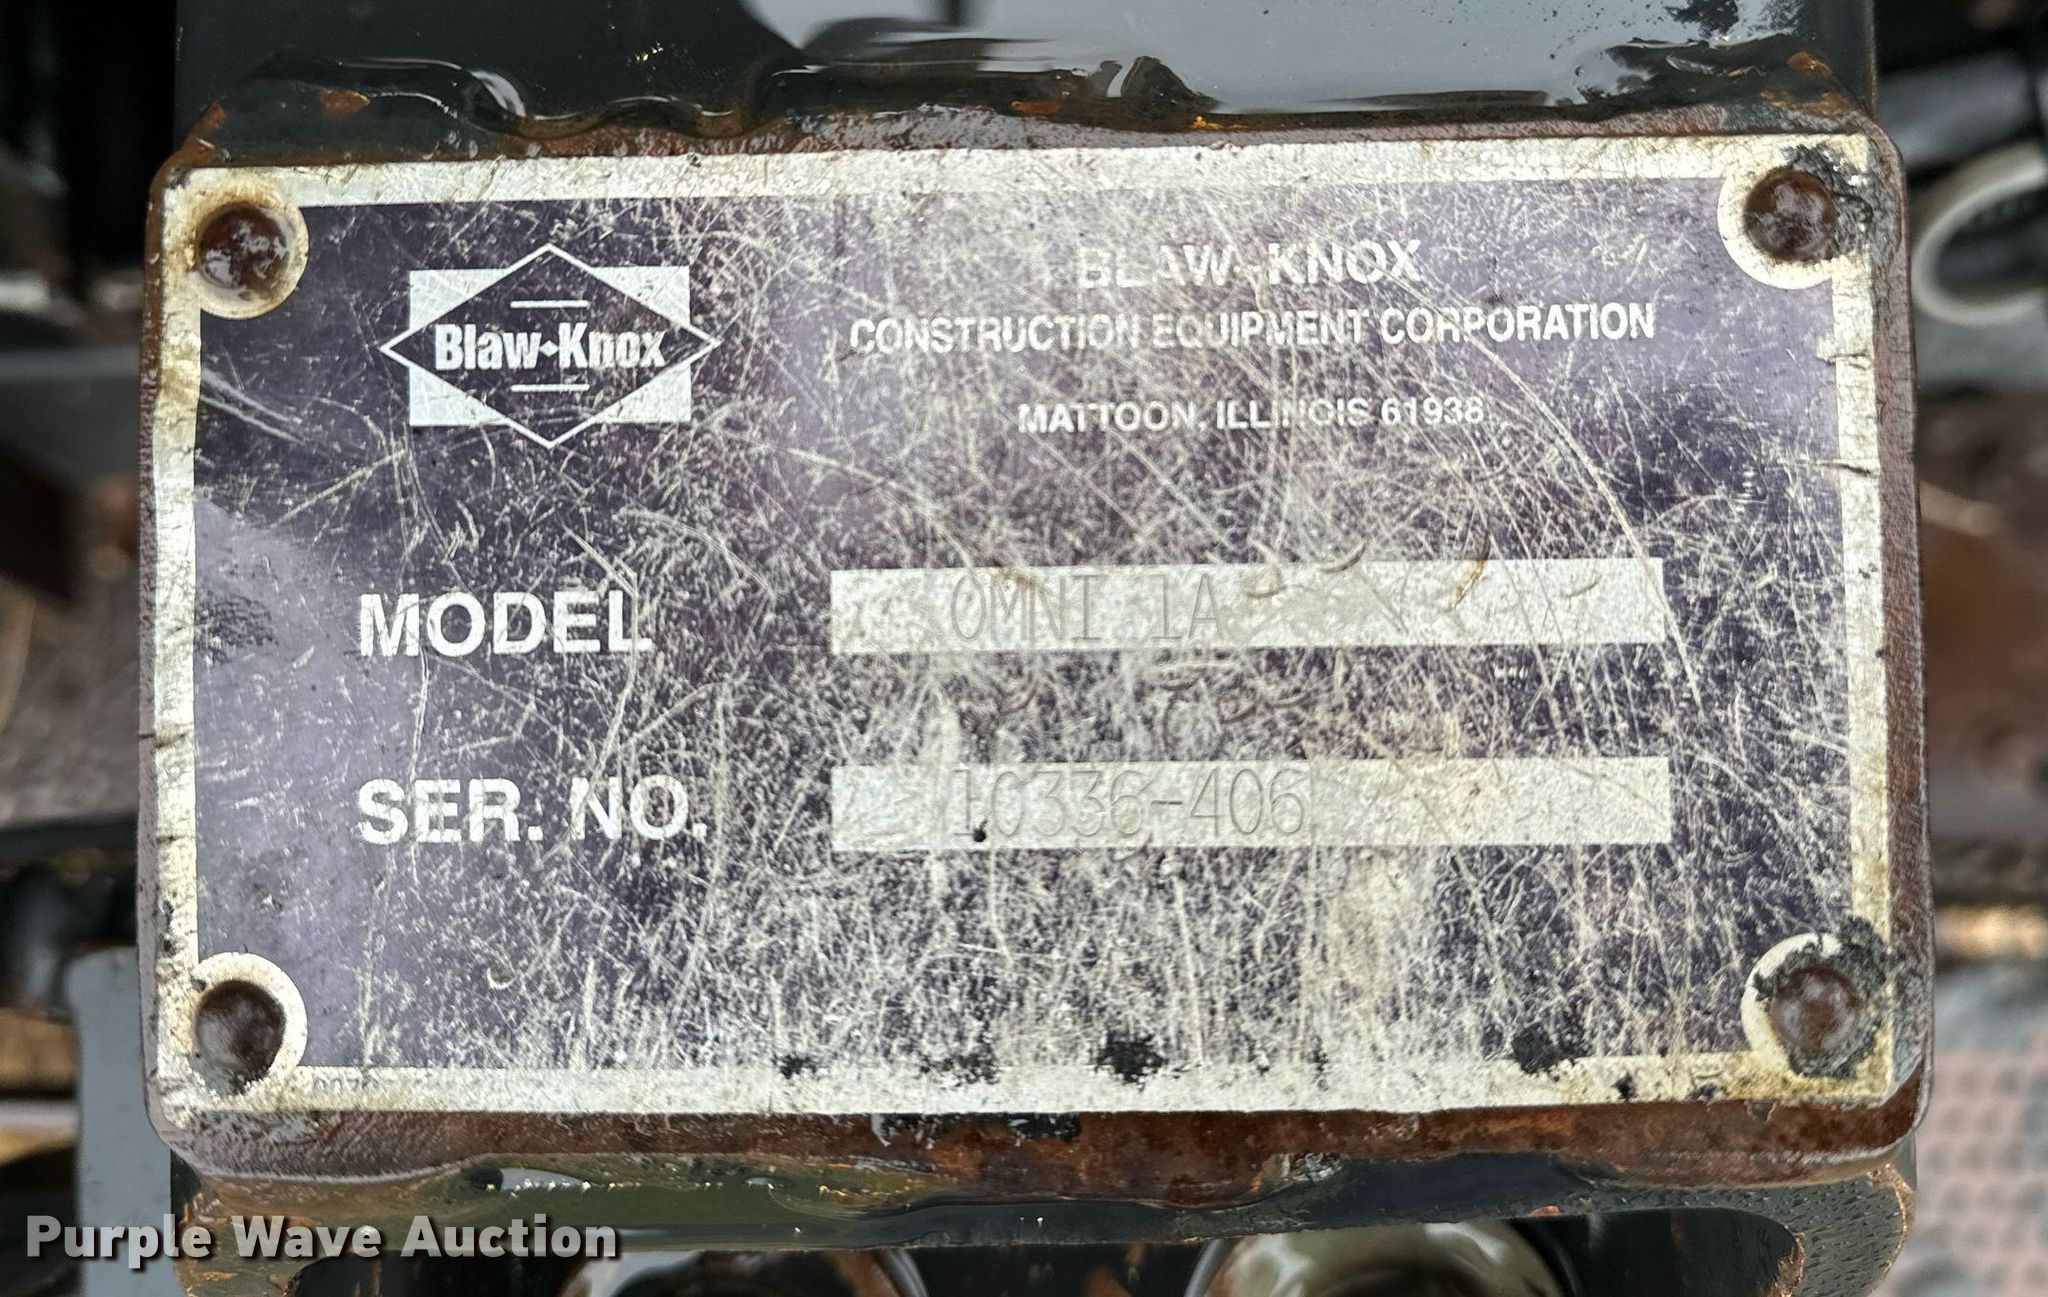 Blaw-Knox
BLAW-KNOX
CONSTRUCTION EQUIPMENT CORPORATION
MATTOON, ILLINOIS 61938
MODEL OMNI 1A
SER. NO. 10336-406
Purple Wave Auction